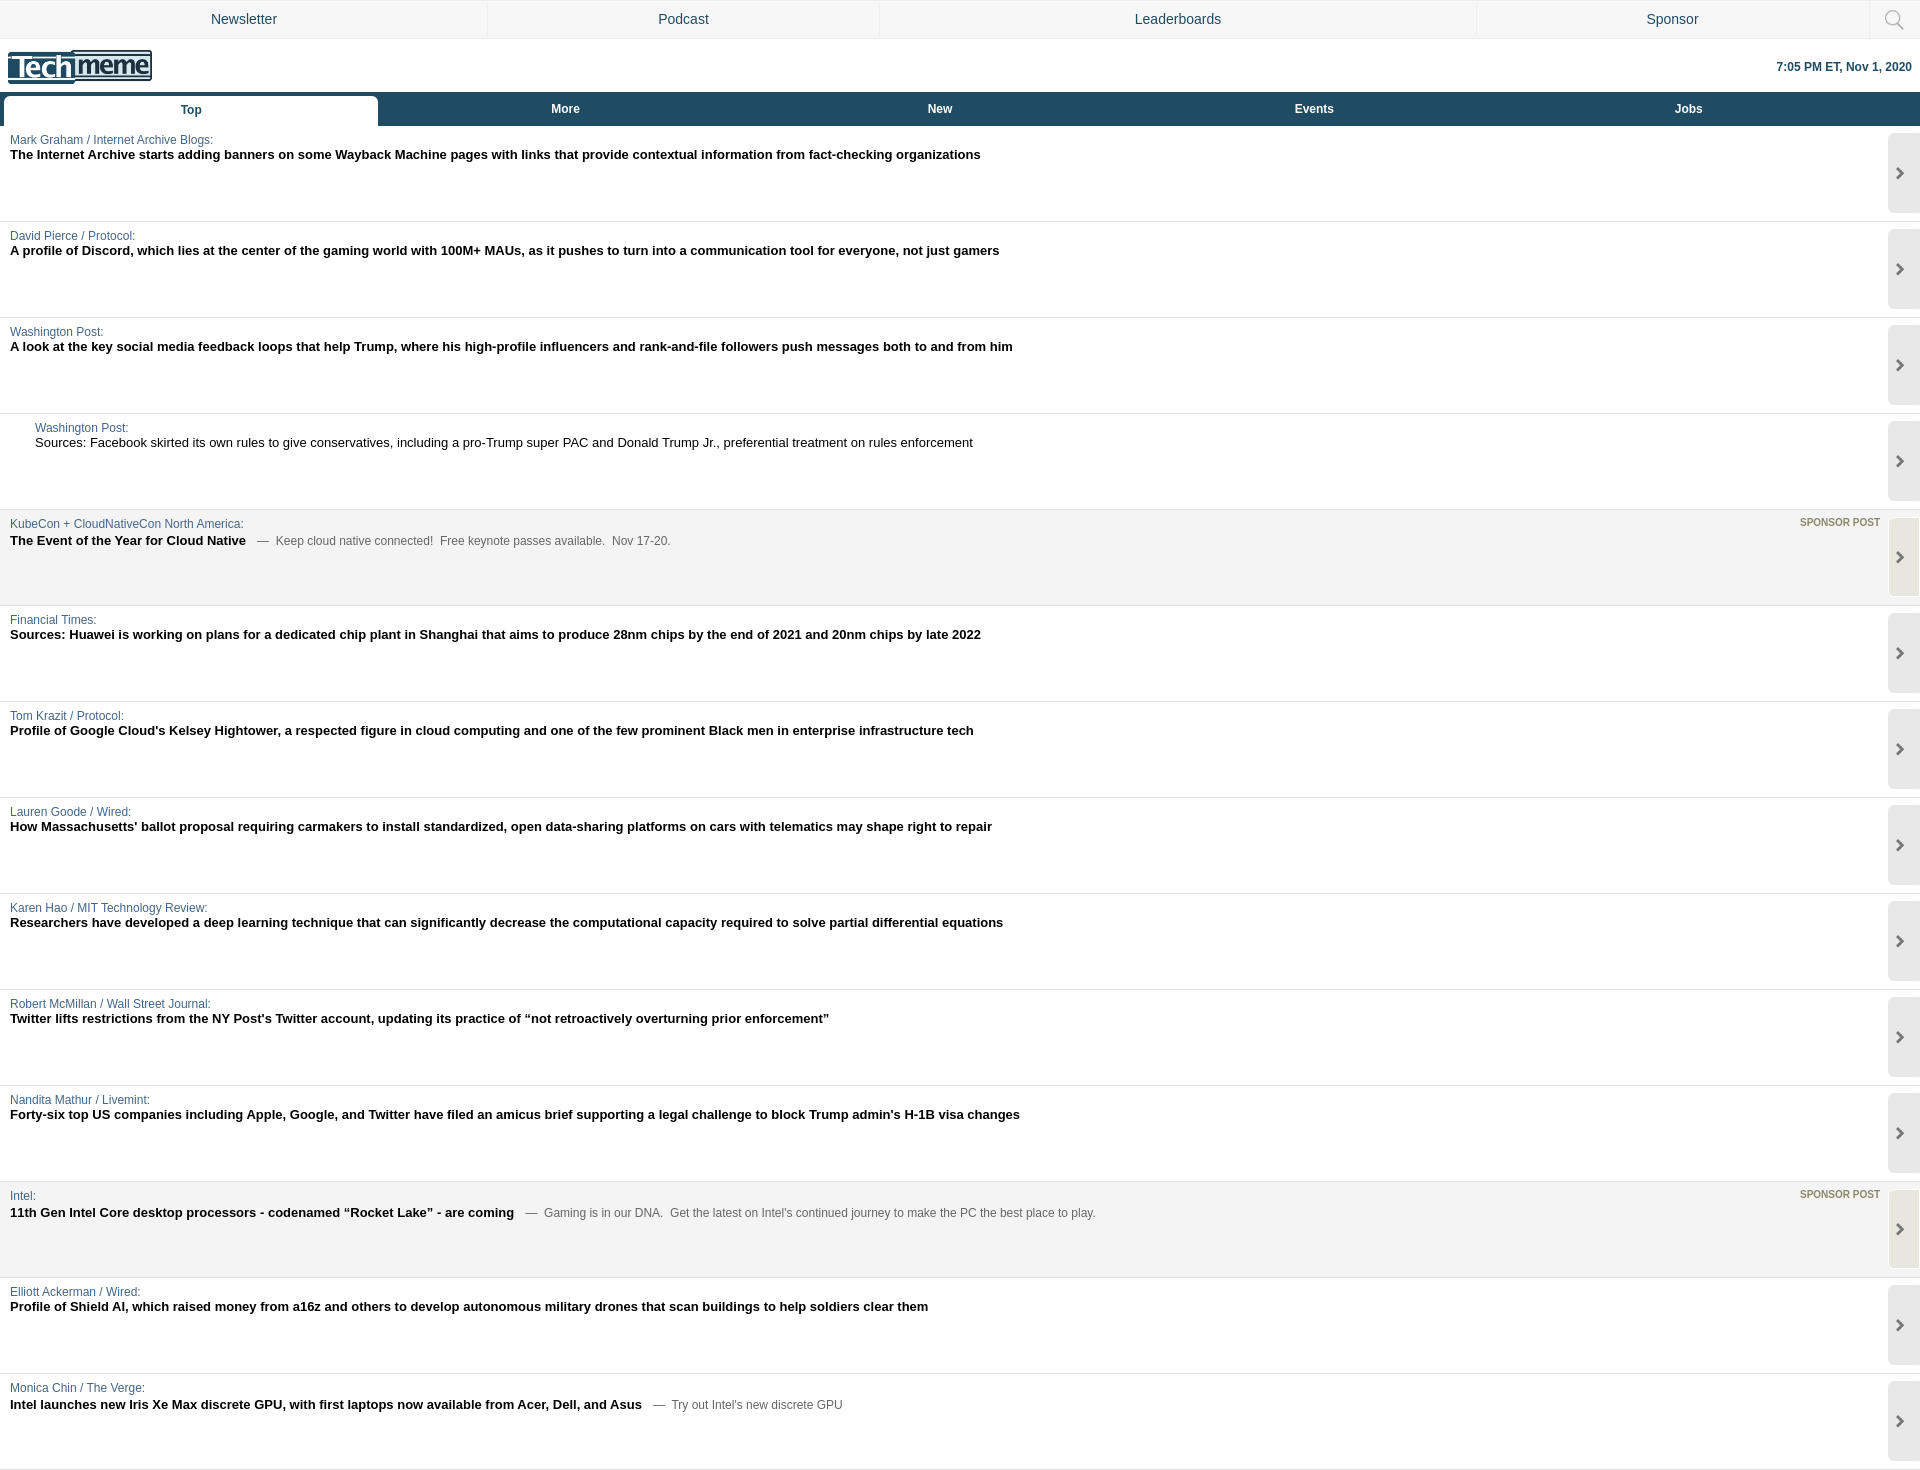 Newsletter
Podcast
Leaderboards
Sponsor
Techmeme
7:05 PM ET, Nov 1, 2020
Top
More
New
Events
Jobs
Mark Graham / Internet Archive Blogs:
The Internet Archive starts adding banners on some Wayback Machine pages with links that provide contextual information from fact-checking organizations
David Pierce / Protocol:
A profile of Discord, which lies at the center of the gaming world with 100M+ MAUs, as it pushes to turn into a communication tool for everyone, not just gamers
Washington Post:
A look at the key social media feedback loops that help Trump, where his high-profile influencers and rank-and-file followers push messages both to and from him
Washington Post:
Sources: Facebook skirted its own rules to give conservatives, including a pro-Trump super PAC and Donald Trump Jr., preferential treatment on rules enforcement
KubeCon + CloudNativeCon North America:
SPONSOR POST
The Event of the Year for Cloud Native — Keep cloud native connected! Free keynote passes available. Nov 17-20.
Financial Times:
Sources: Huawei is working on plans for a dedicated chip plant in Shanghai that aims to produce 28nm chips by the end of 2021 and 20nm chips by late 2022
Tom Krazit / Protocol:
Profile of Google Cloud's Kelsey Hightower, a respected figure in cloud computing and one of the few prominent Black men in enterprise infrastructure tech
Lauren Goode / Wired:
How Massachusetts' ballot proposal requiring carmakers to install standardized, open data-sharing platforms on cars with telematics may shape right to repair
Karen Hao / MIT Technology Review:
Researchers have developed a deep learning technique that can significantly decrease the computational capacity required to solve partial differential equations
Robert McMillan / Wall Street Journal:
Twitter lifts restrictions from the NY Post's Twitter account, updating its practice of “not retroactively overturning prior enforcement”
Nandita Mathur / Livemint:
Forty-six top US companies including Apple, Google, and Twitter have filed an amicus brief supporting a legal challenge to block Trump admin's H-1B visa changes
Intel:
SPONSOR POST
11th Gen Intel Core desktop processors - codenamed “Rocket Lake” - are coming — Gaming is in our DNA. Get the latest on Intel's continued journey to make the PC the best place to play.
Elliott Ackerman / Wired:
Profile of Shield AI, which raised money from a16z and others to develop autonomous military drones that scan buildings to help soldiers clear them
Monica Chin / The Verge:
Intel launches new Iris Xe Max discrete GPU, with first laptops now available from Acer, Dell, and Asus — Try out Intel's new discrete GPU